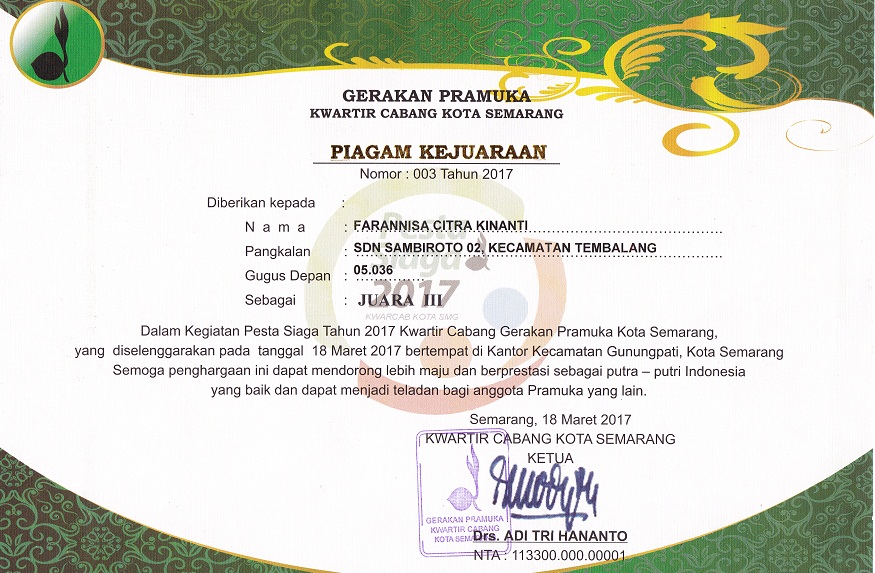 GERAKAN PRAMUKA
KWARTIR CABANG KOTA SEMARANG
PIAGAM KEJUARAAN
Nomor : 003 Tahun 2017
Diberikan kepada :
N a m a : FARANNISA CITRA KINANTI
Pangkalan : SDN SAMBIROTO 02, KECAMATAN TEMBALANG
Gugus Depan : 05.036
Sebagai : JUARA III
Pesta
Siaga
2017
KWARCAB KOTA SMG
Dalam Kegiatan Pesta Siaga Tahun 2017 Kwartir Cabang Gerakan Pramuka Kota Semarang,
yang diselenggarakan pada tanggal 18 Maret 2017 bertempat di Kantor Kecamatan Gunungpati, Kota Semarang
Semoga penghargaan ini dapat mendorong lebih maju dan berprestasi sebagai putra – putri Indonesia
yang baik dan dapat menjadi teladan bagi anggota Pramuka yang lain.
Semarang, 18 Maret 2017
KWARTIR CABANG KOTA SEMARANG
KETUA
GERAKAN PRAMUKA
KWARTIR CABANG
KOTA SEMARANG
Drs. ADI TRI HANANTO
NTA : 113300.000.00001